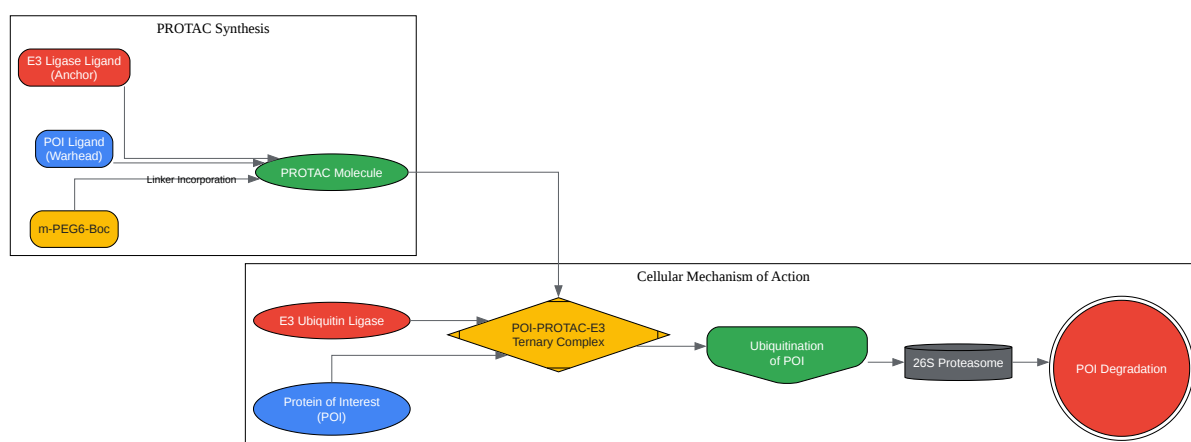 PROTAC Synthesis
E3 Ligase Ligand
(Anchor)
POI Ligand
(Warhead)
PROTAC Molecule
Linker Incorporation
m-PEG6-Boc
Cellular Mechanism of Action
E3 Ubiquitin Ligase
POI-PROTAC-E3
Ternary Complex
Ubiquitination
of POI
26S Proteasome
POI Degradation
Protein of Interest
(POI)